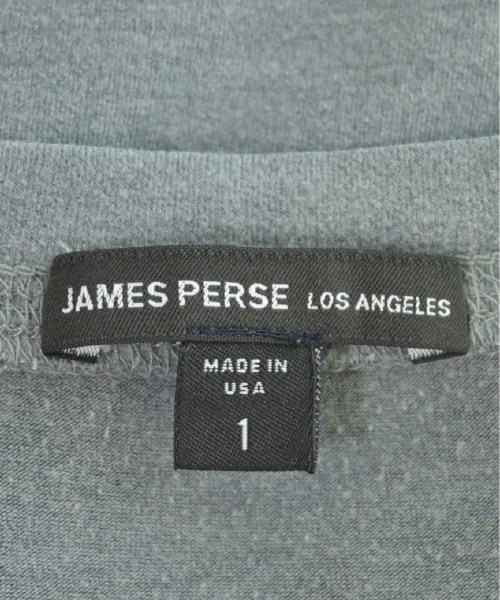 JAMES PERSE LOS ANGELES
MADE IN
USA
1